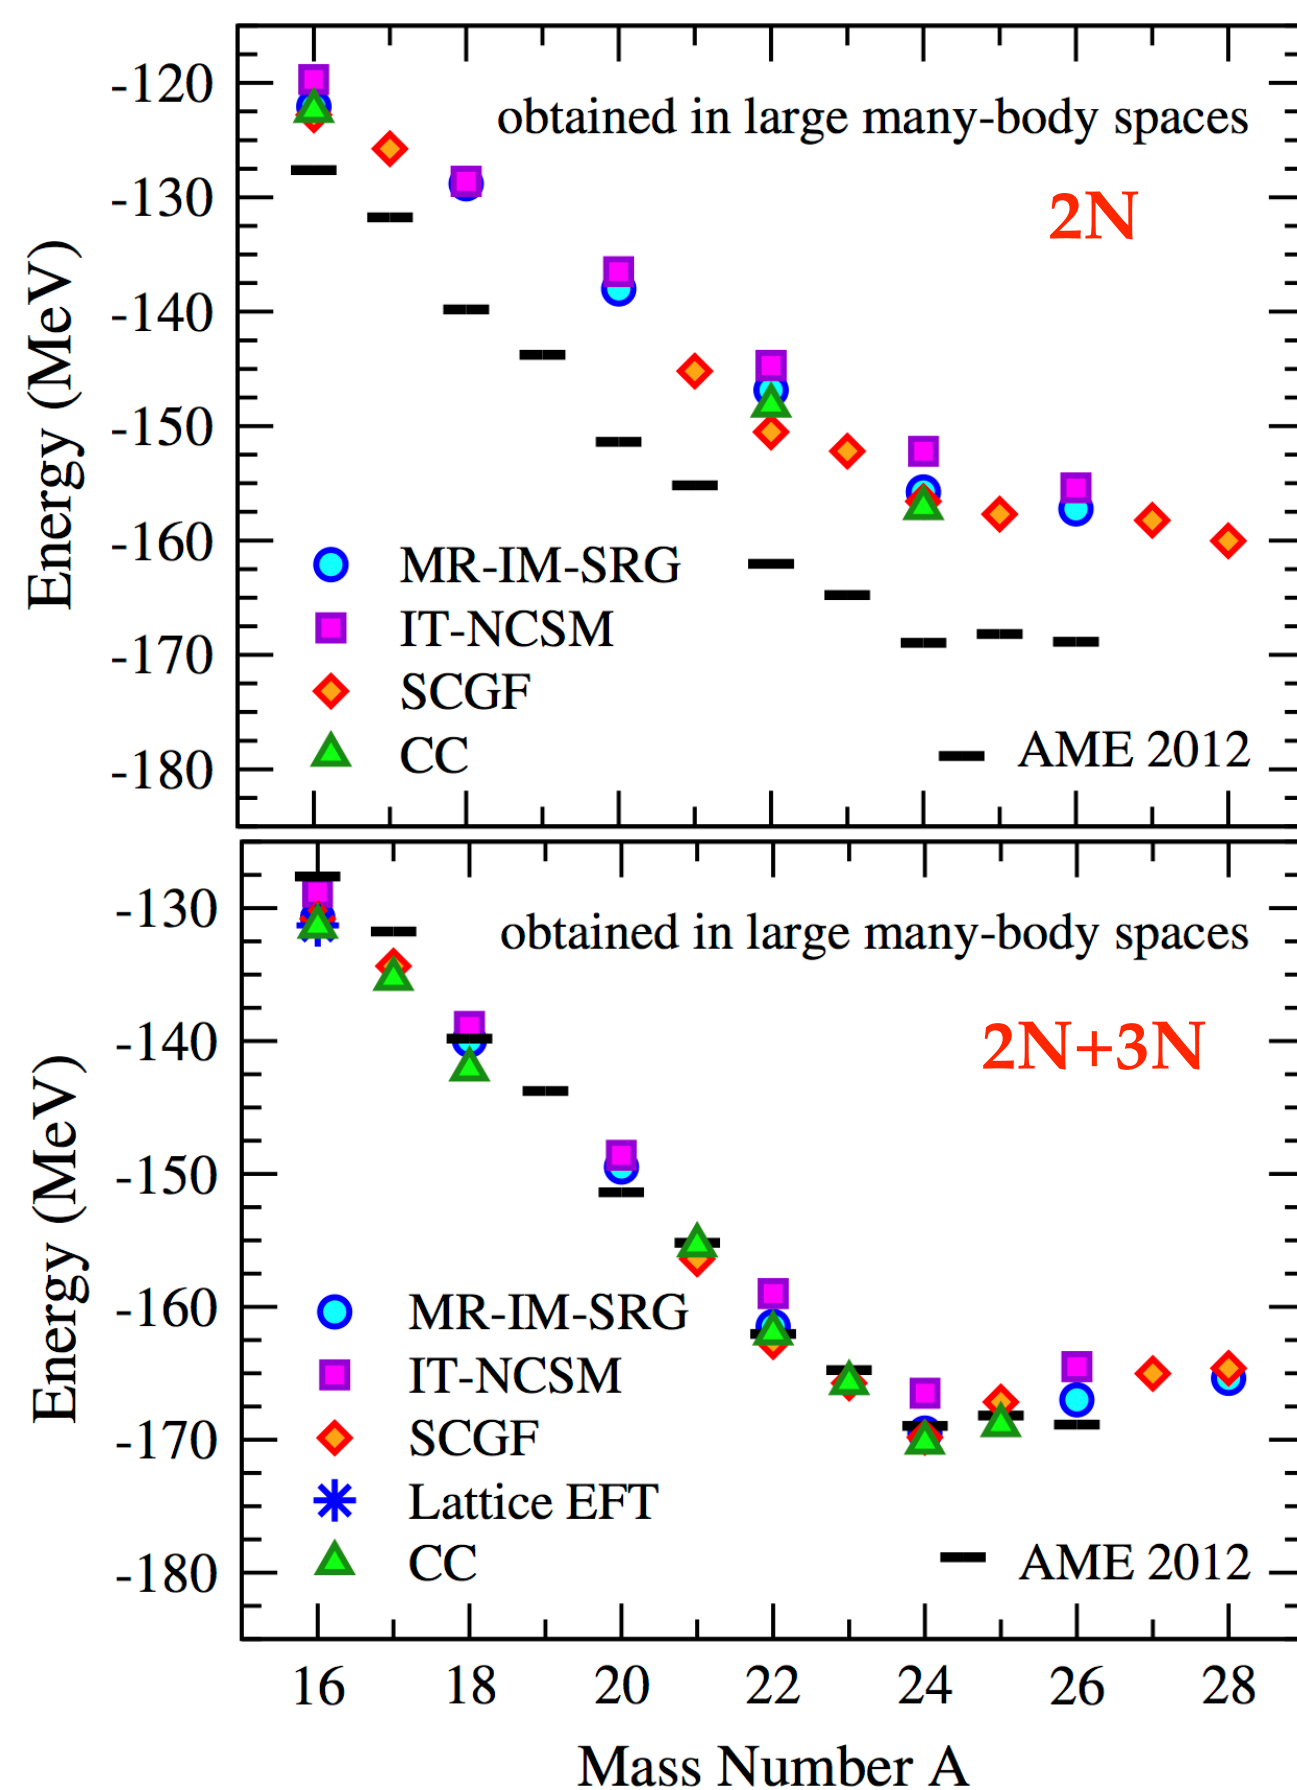 -120
obtained in large many-body spaces
-130
2N
-140
Energy (MeV)
-150
-160
MR-IM-SRG
IT-NCSM
-170
SCGF
CC
AME 2012
-180
-130
obtained in large many-body spaces
-140
2N+3N
-150
Energy (MeV)
-160
MR-IM-SRG
IT-NCSM
-170
SCGF
Lattice EFT
CC
AME 2012
-180
16 18 20 22 24 26 28
Mass Number A